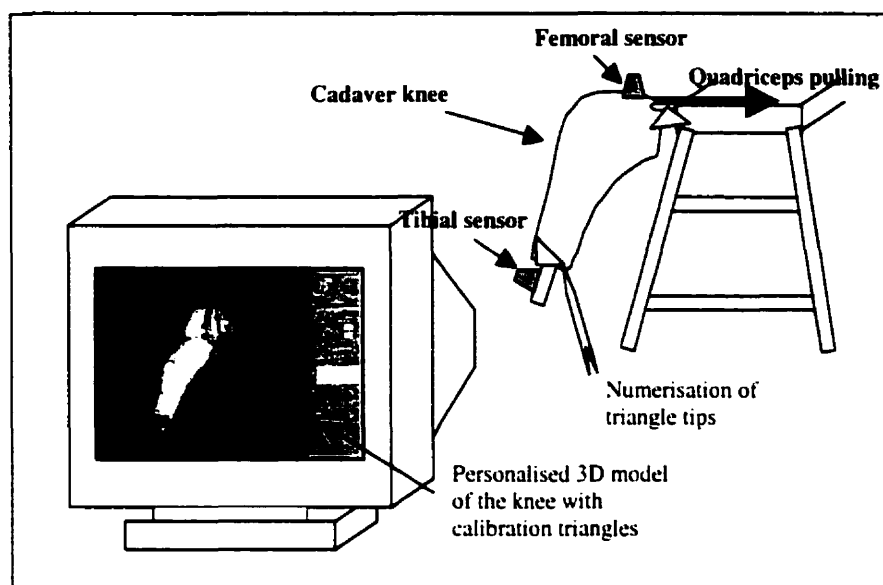 Femoral sensor
Quadriceps pulling
Cadaver knee
Tibial sensor
Numerisation of
triangle tips
Personalised 3D model
of the knee with
calibration triangles